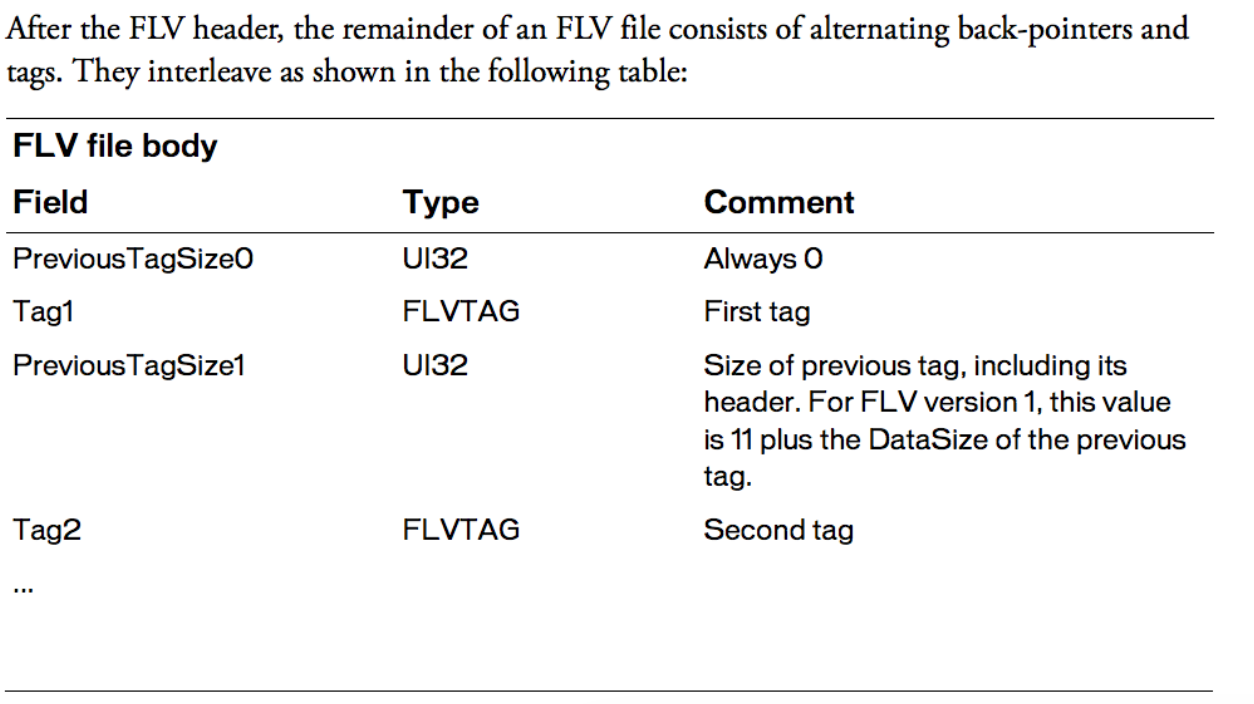 After the FLV header, the remainder of an FLV file consists of alternating back-pointers and
tags. They interleave as shown in the following table:
FLV file body
Field Type Comment
PreviousTagSize0 UI32 Always 0
Tag1 FLVTAG First tag
PreviousTagSize1 UI32 Size of previous tag, including its
header. For FLV version 1, this value
is 11 plus the DataSize of the previous
tag.
Tag2 FLVTAG Second tag
...